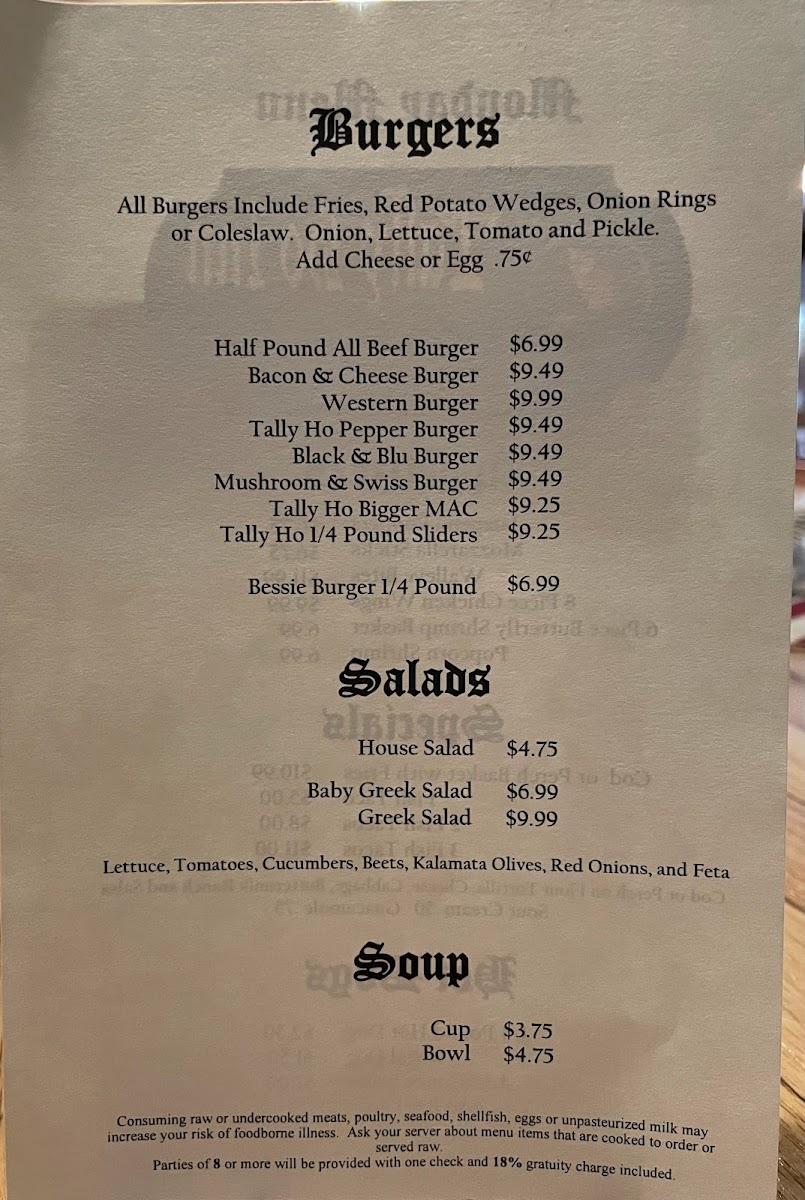 Burgers
All Burgers Include Fries, Red Potato Wedges, Onion Rings
or Coleslaw. Onion, Lettuce, Tomato and Pickle.
Add Cheese or Egg .75¢
Half Pound All Beef Burger $6.99
Bacon & Cheese Burger $9.49
Western Burger $9.99
Tally Ho Pepper Burger $9.49
Black & Blu Burger $9.49
Mushroom & Swiss Burger $9.49
Tally Ho Bigger MAC $9.25
Tally Ho 1/4 Pound Sliders $9.25
Bessie Burger 1/4 Pound $6.99
Salads
House Salad $4.75
Baby Greek Salad $6.99
Greek Salad $9.99
Lettuce, Tomatoes, Cucumbers, Beets, Kalamata Olives, Red Onions, and Feta
Soup
Cup $3.75
Bowl $4.75
Consuming raw or undercooked meats, poultry, seafood, shellfish, eggs or unpasteurized milk may
increase your risk of foodborne illness. Ask your server about menu items that are cooked to order or
served raw.
Parties of 8 or more will be provided with one check and 18% gratuity charge included.